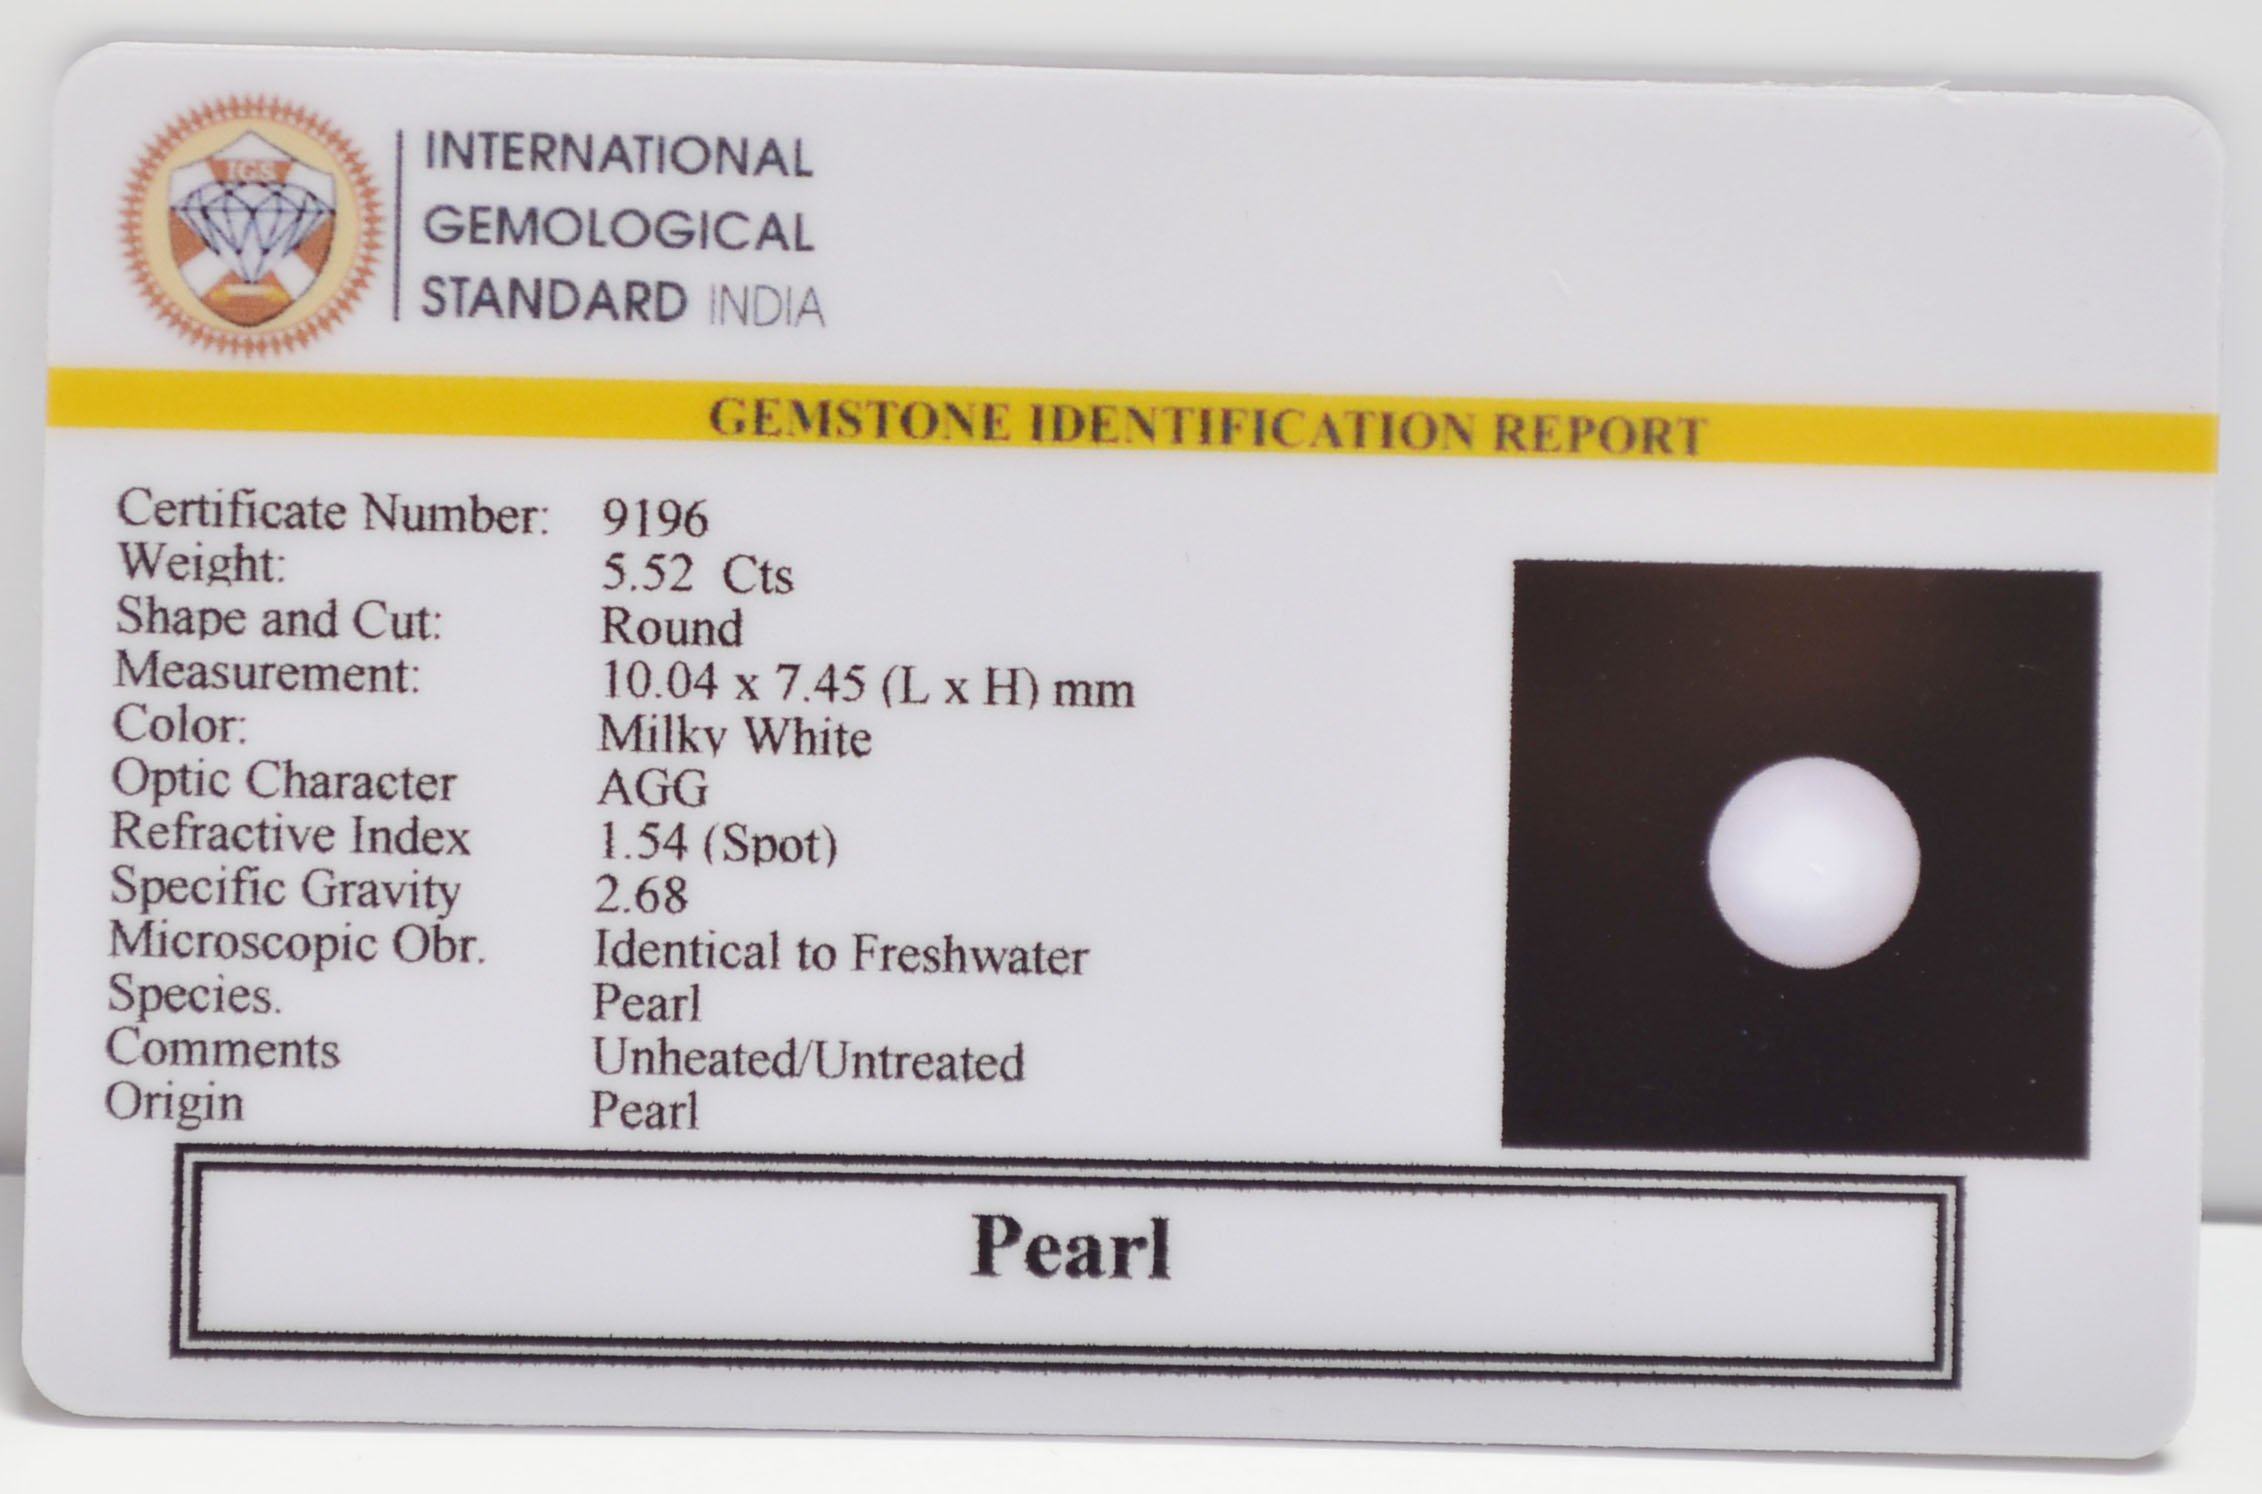 IGS
INTERNATIONAL
GEMOLOGICAL
STANDARD INDIA
GEMSTONE IDENTIFICATION REPORT
Certificate Number: 9196
Weight: 5.52 Cts
Shape and Cut: Round
Measurement: 10.04 x 7.45 (L x H) mm
Color: Milky White
Optic Character AGG
Refractive Index 1.54 (Spot)
Specific Gravity 2.68
Microscopic Obr. Identical to Freshwater
Species. Pearl
Comments Unheated/Untreated
Origin Pearl
Pearl